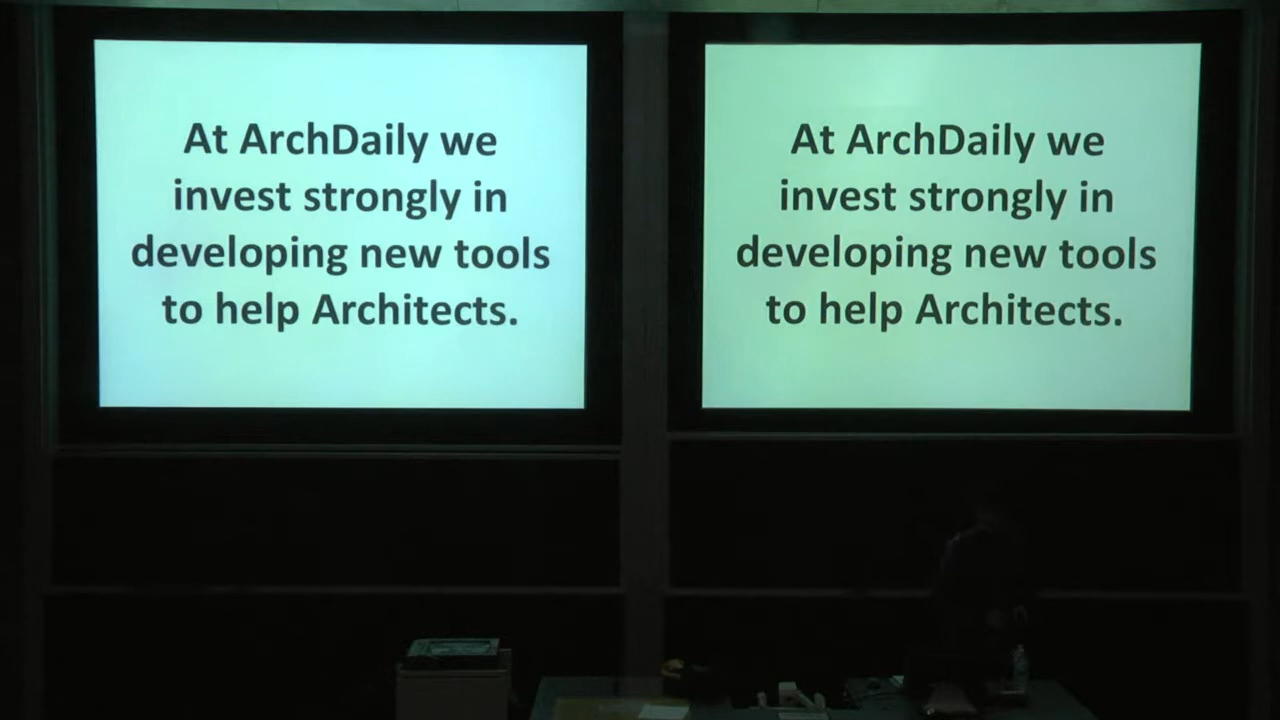 At ArchDaily we
invest strongly in
developing new tools
to help Architects.
At ArchDaily we
invest strongly in
developing new tools
to help Architects.